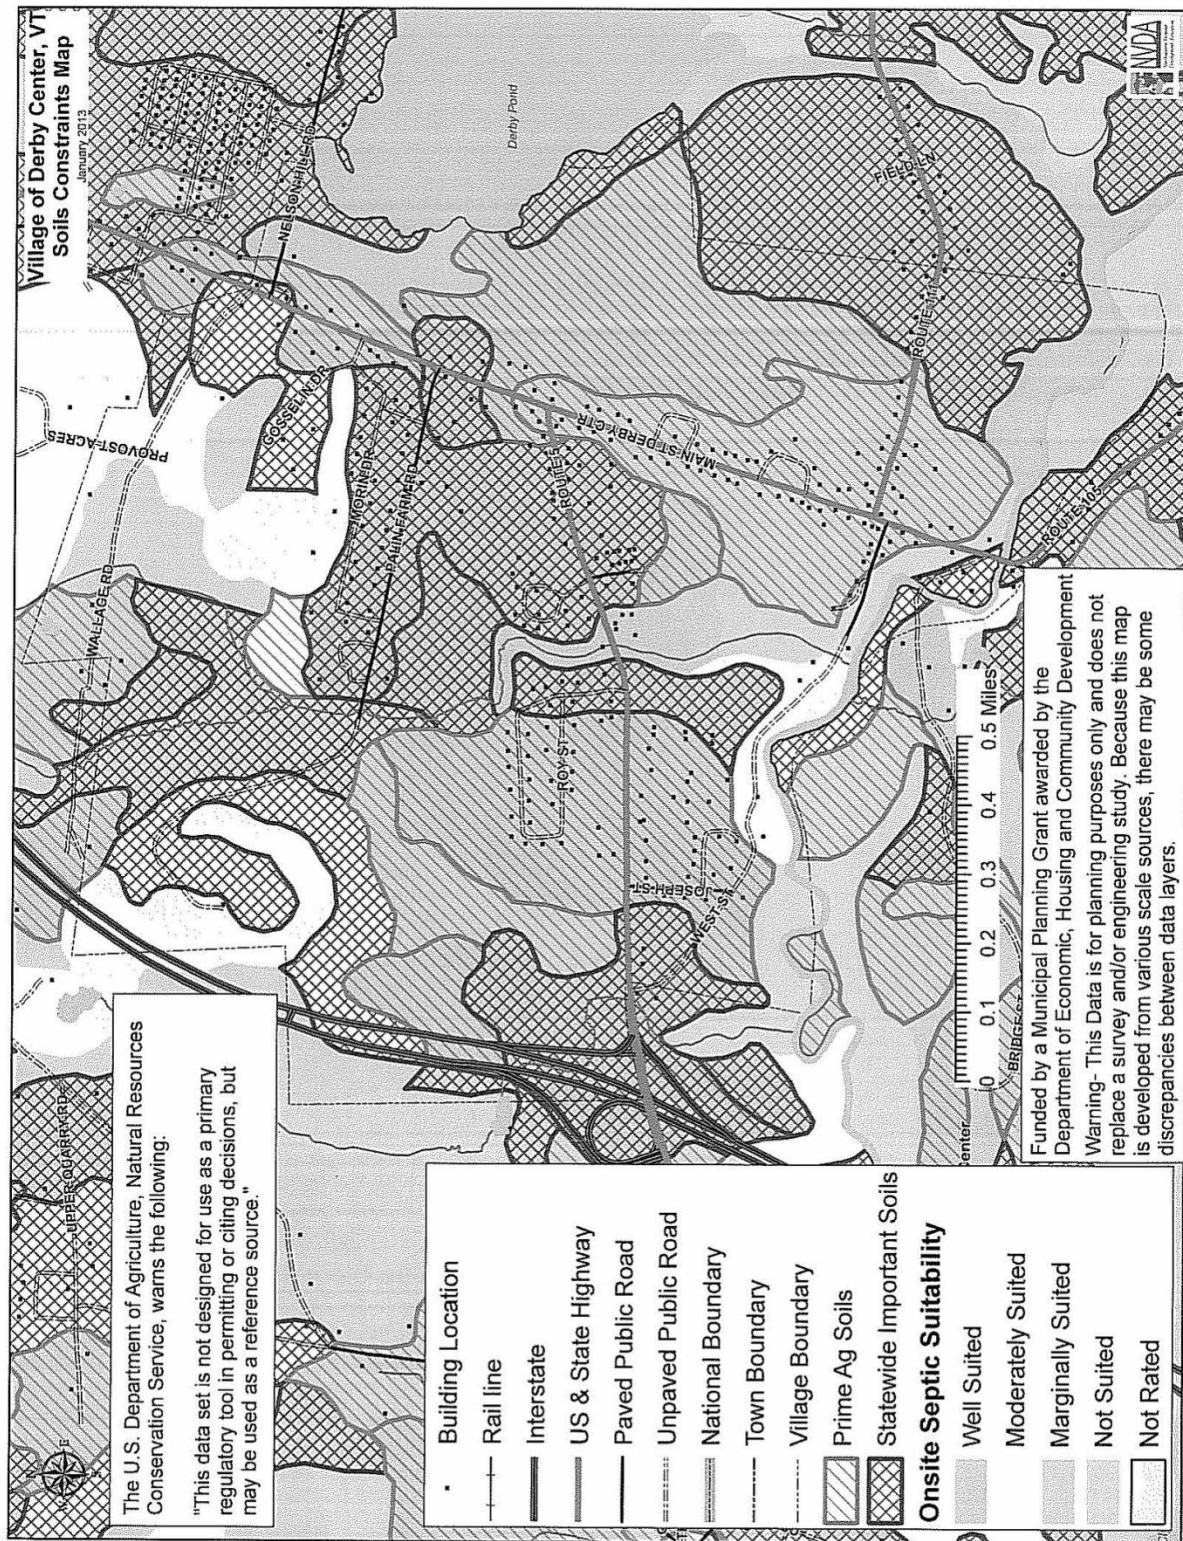 Village of Derby Center, VT
Soils Constraints Map
January 2013
N
E
W
UPPER QUARRY RD
The U.S. Department of Agriculture, Natural Resources
Conservation Service, warns the following:
"This data set is not designed for use as a primary
regulatory tool in permitting or citing decisions, but
may be used as a reference source."
PROVOST ACRES
WALLACE RD
NELSON HILL RD
GOSSELIN DR
MORIN DR
PALIN FARM RD
Derby Pond
ROUTE 5
MAIN ST DERBY CTR
ROY ST
JOSEPH ST
WEST ST
FIELD LN
ROUTE 111
ROUTE 105
BRIDGE ST
Center
Building Location
Rail line
Interstate
US & State Highway
Paved Public Road
Unpaved Public Road
National Boundary
Town Boundary
Village Boundary
Prime Ag Soils
Statewide Important Soils
Onsite Septic Suitability
Well Suited
Moderately Suited
Marginally Suited
Not Suited
Not Rated
0 0.1 0.2 0.3 0.4 0.5 Miles
Funded by a Municipal Planning Grant awarded by the
Department of Economic, Housing and Community Development
Warning- This Data is for planning purposes only and does not
replace a survey and/or engineering study. Because this map
is developed from various scale sources, there may be some
discrepancies between data layers.
NVDA